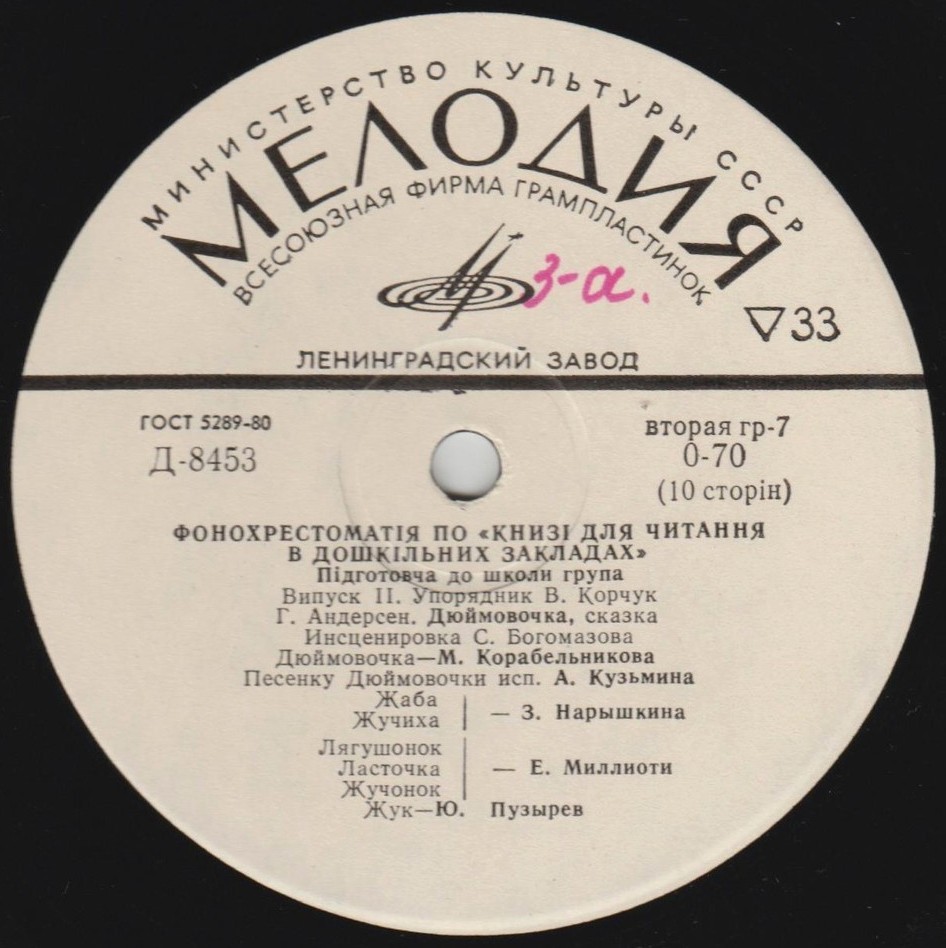 МИНИСТЕРСТВО КУЛЬТУРЫ СССР
МЕЛОДИЯ
ВСЕСОЮЗНАЯ ФИРМА ГРАМПЛАСТИНОК
3-а.
▽33
ЛЕНИНГРАДСКИЙ ЗАВОД
ГОСТ 5289-80
Д-8453
вторая гр-7
0-70
(10 сторін)
ФОНОХРЕСТОМАТІЯ ПО «КНИЗІ ДЛЯ ЧИТАННЯ
В ДОШКІЛЬНИХ ЗАКЛАДАХ»
Підготовча до школи група
Випуск II. Упорядник В. Корчук
Г. Андерсен. Дюймовочка, сказка
Инсценировка С. Богомазова
Дюймовочка—М. Корабельникова
Песенку Дюймовочки исп. А. Кузьмина
Жаба
Жучиха
— З. Нарышкина
Лягушонок
Ласточка
Жучонок
— Е. Миллиоти
Жук—Ю. Пузырев